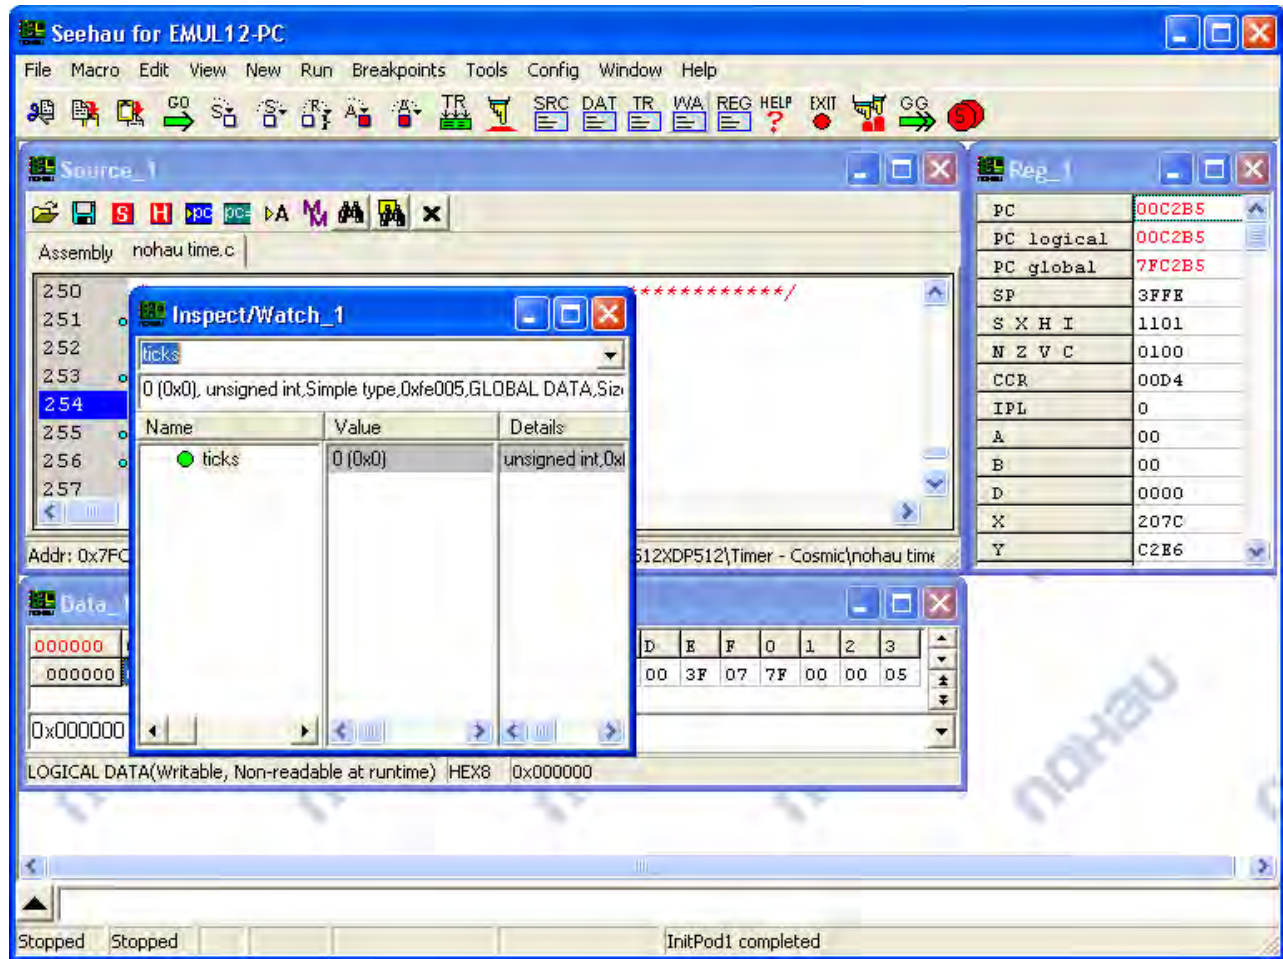 Seehau for EMUL12-PC
File Macro Edit View New Run Breakpoints Tools Config Window Help
GO TR SRC DAT TR WA REG HELP EXIT GG
Source_1
Reg_1
S H PC PC= A M
Assembly nohau time.c
PC 00C2B5
PC logical 00C2B5
PC global 7FC2B5
SP 3FFE
S X H I 1101
N Z V C 0100
CCR 00D4
IPL 0
A 00
B 00
D 0000
X 207C
Y C2E6
250 ************/
251
252
253
254
255
256
257
Inspect/Watch_1
ticks
0 (0x0), unsigned int,Simple type,0xfe005,GLOBAL DATA,Siz
Name Value Details
ticks 0 (0x0) unsigned int,0x
Addr: 0x7FC 512XDP512\Timer - Cosmic\nohau time
Data_
000000 D E F 0 1 2 3
000000 00 3F 07 7F 00 00 05
0x000000
LOGICAL DATA(Writable, Non-readable at runtime) HEX8 0x000000
nohau
Stopped Stopped InitPod1 completed